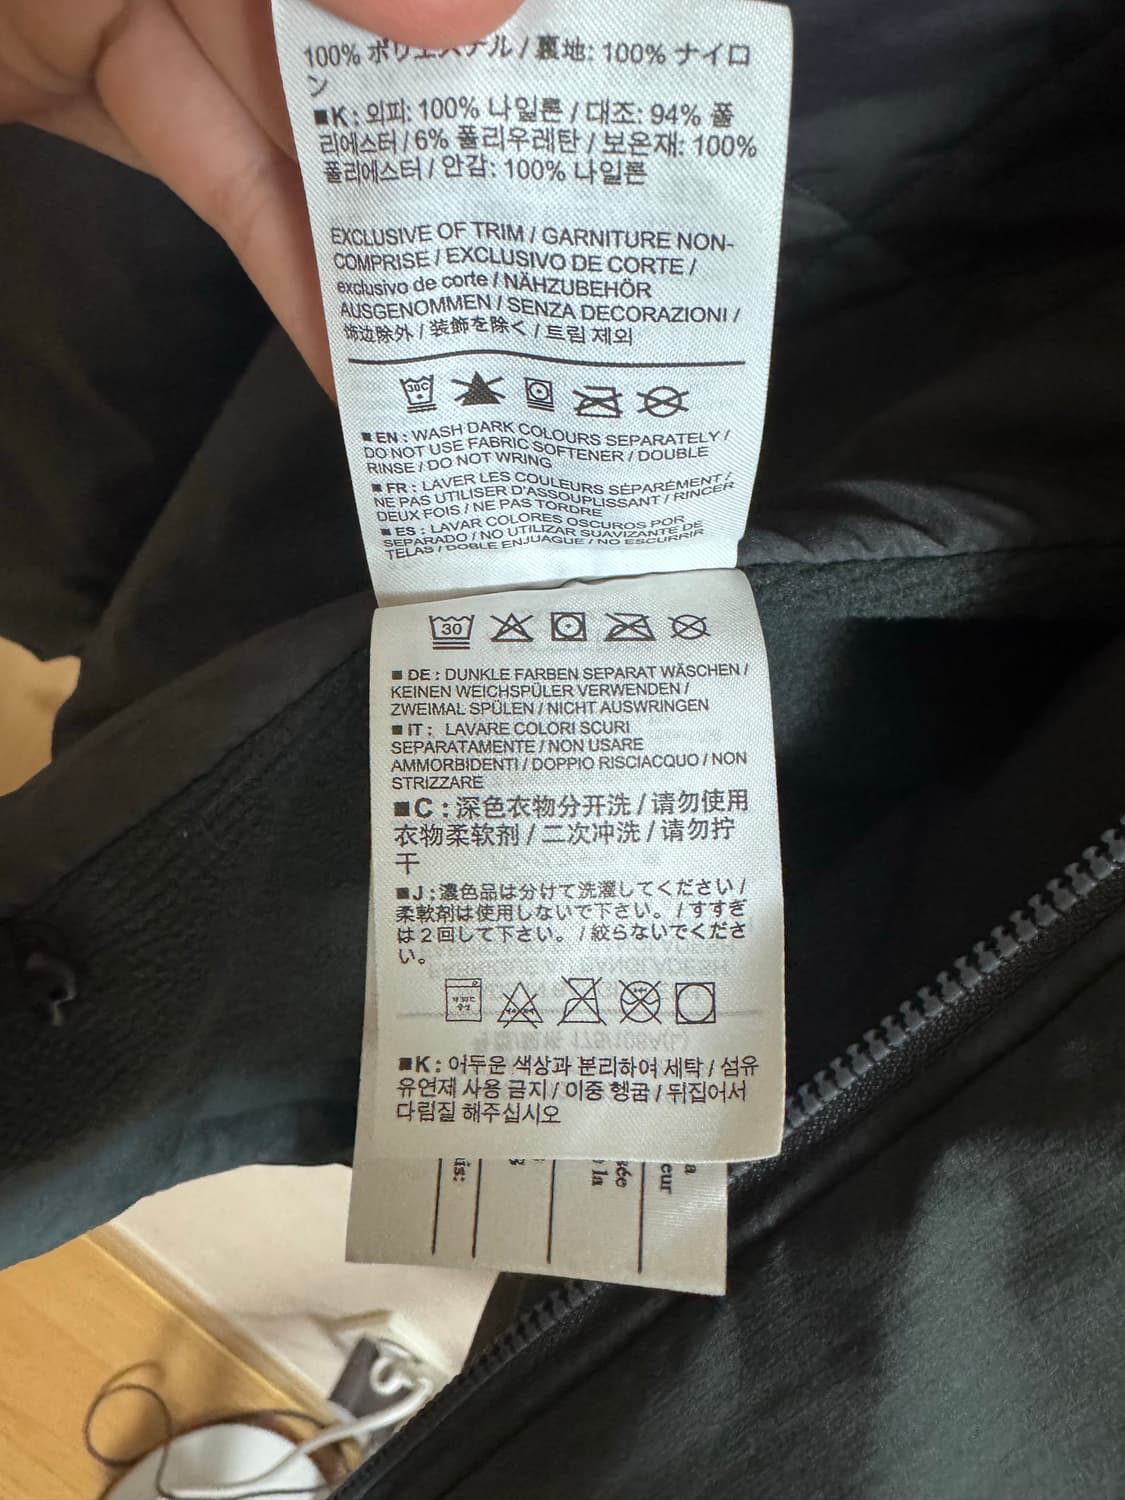 100% ポリエステル / 裏地: 100% ナイロ
ン
■K: 외피: 100% 나일론 / 대조: 94% 폴
리에스터 / 6% 폴리우레탄 / 보온재: 100%
폴리에스터 / 안감: 100% 나일론
EXCLUSIVE OF TRIM / GARNITURE NON-
COMPRISE / EXCLUSIVO DE CORTE /
exclusivo de corte / NÄHZUBEHÖR
AUSGENOMMEN / SENZA DECORAZIONI /
饰边除外 / 装飾を除く / 트림 제외
30C
■EN : WASH DARK COLOURS SEPARATELY /
DO NOT USE FABRIC SOFTENER / DOUBLE
RINSE / DO NOT WRING
■FR : LAVER LES COULEURS SÉPARÉMENT /
NE PAS UTILISER D'ASSOUPLISSANT / RINCER
DEUX FOIS / NE PAS TORDRE
■ES : LAVAR COLORES OSCUROS POR
SEPARADO / NO UTILIZAR SUAVIZANTE DE
TELAS / DOBLE ENJUAGUE / NO ESCURRIR
30
■ DE : DUNKLE FARBEN SEPARAT WÄSCHEN /
KEINEN WEICHSPÜLER VERWENDEN /
ZWEIMAL SPÜLEN / NICHT AUSWRINGEN
■ IT : LAVARE COLORI SCURI
SEPARATAMENTE / NON USARE
AMMORBIDENTI / DOPPIO RISCIACQUO / NON
STRIZZARE
■C : 深色衣物分开洗 / 请勿使用
衣物柔软剂 / 二次冲洗 / 请勿拧
干
■J : 濃色品は分けて洗濯してください /
柔軟剤は使用しないで下さい。 / すすぎ
は２回して下さい。 / 絞らないでくださ
い。
■K : 어두운 색상과 분리하여 세탁 / 섬유
유연제 사용 금지 / 이중 헹굼 / 뒤집어서
다림질 해주십시오
la
eur